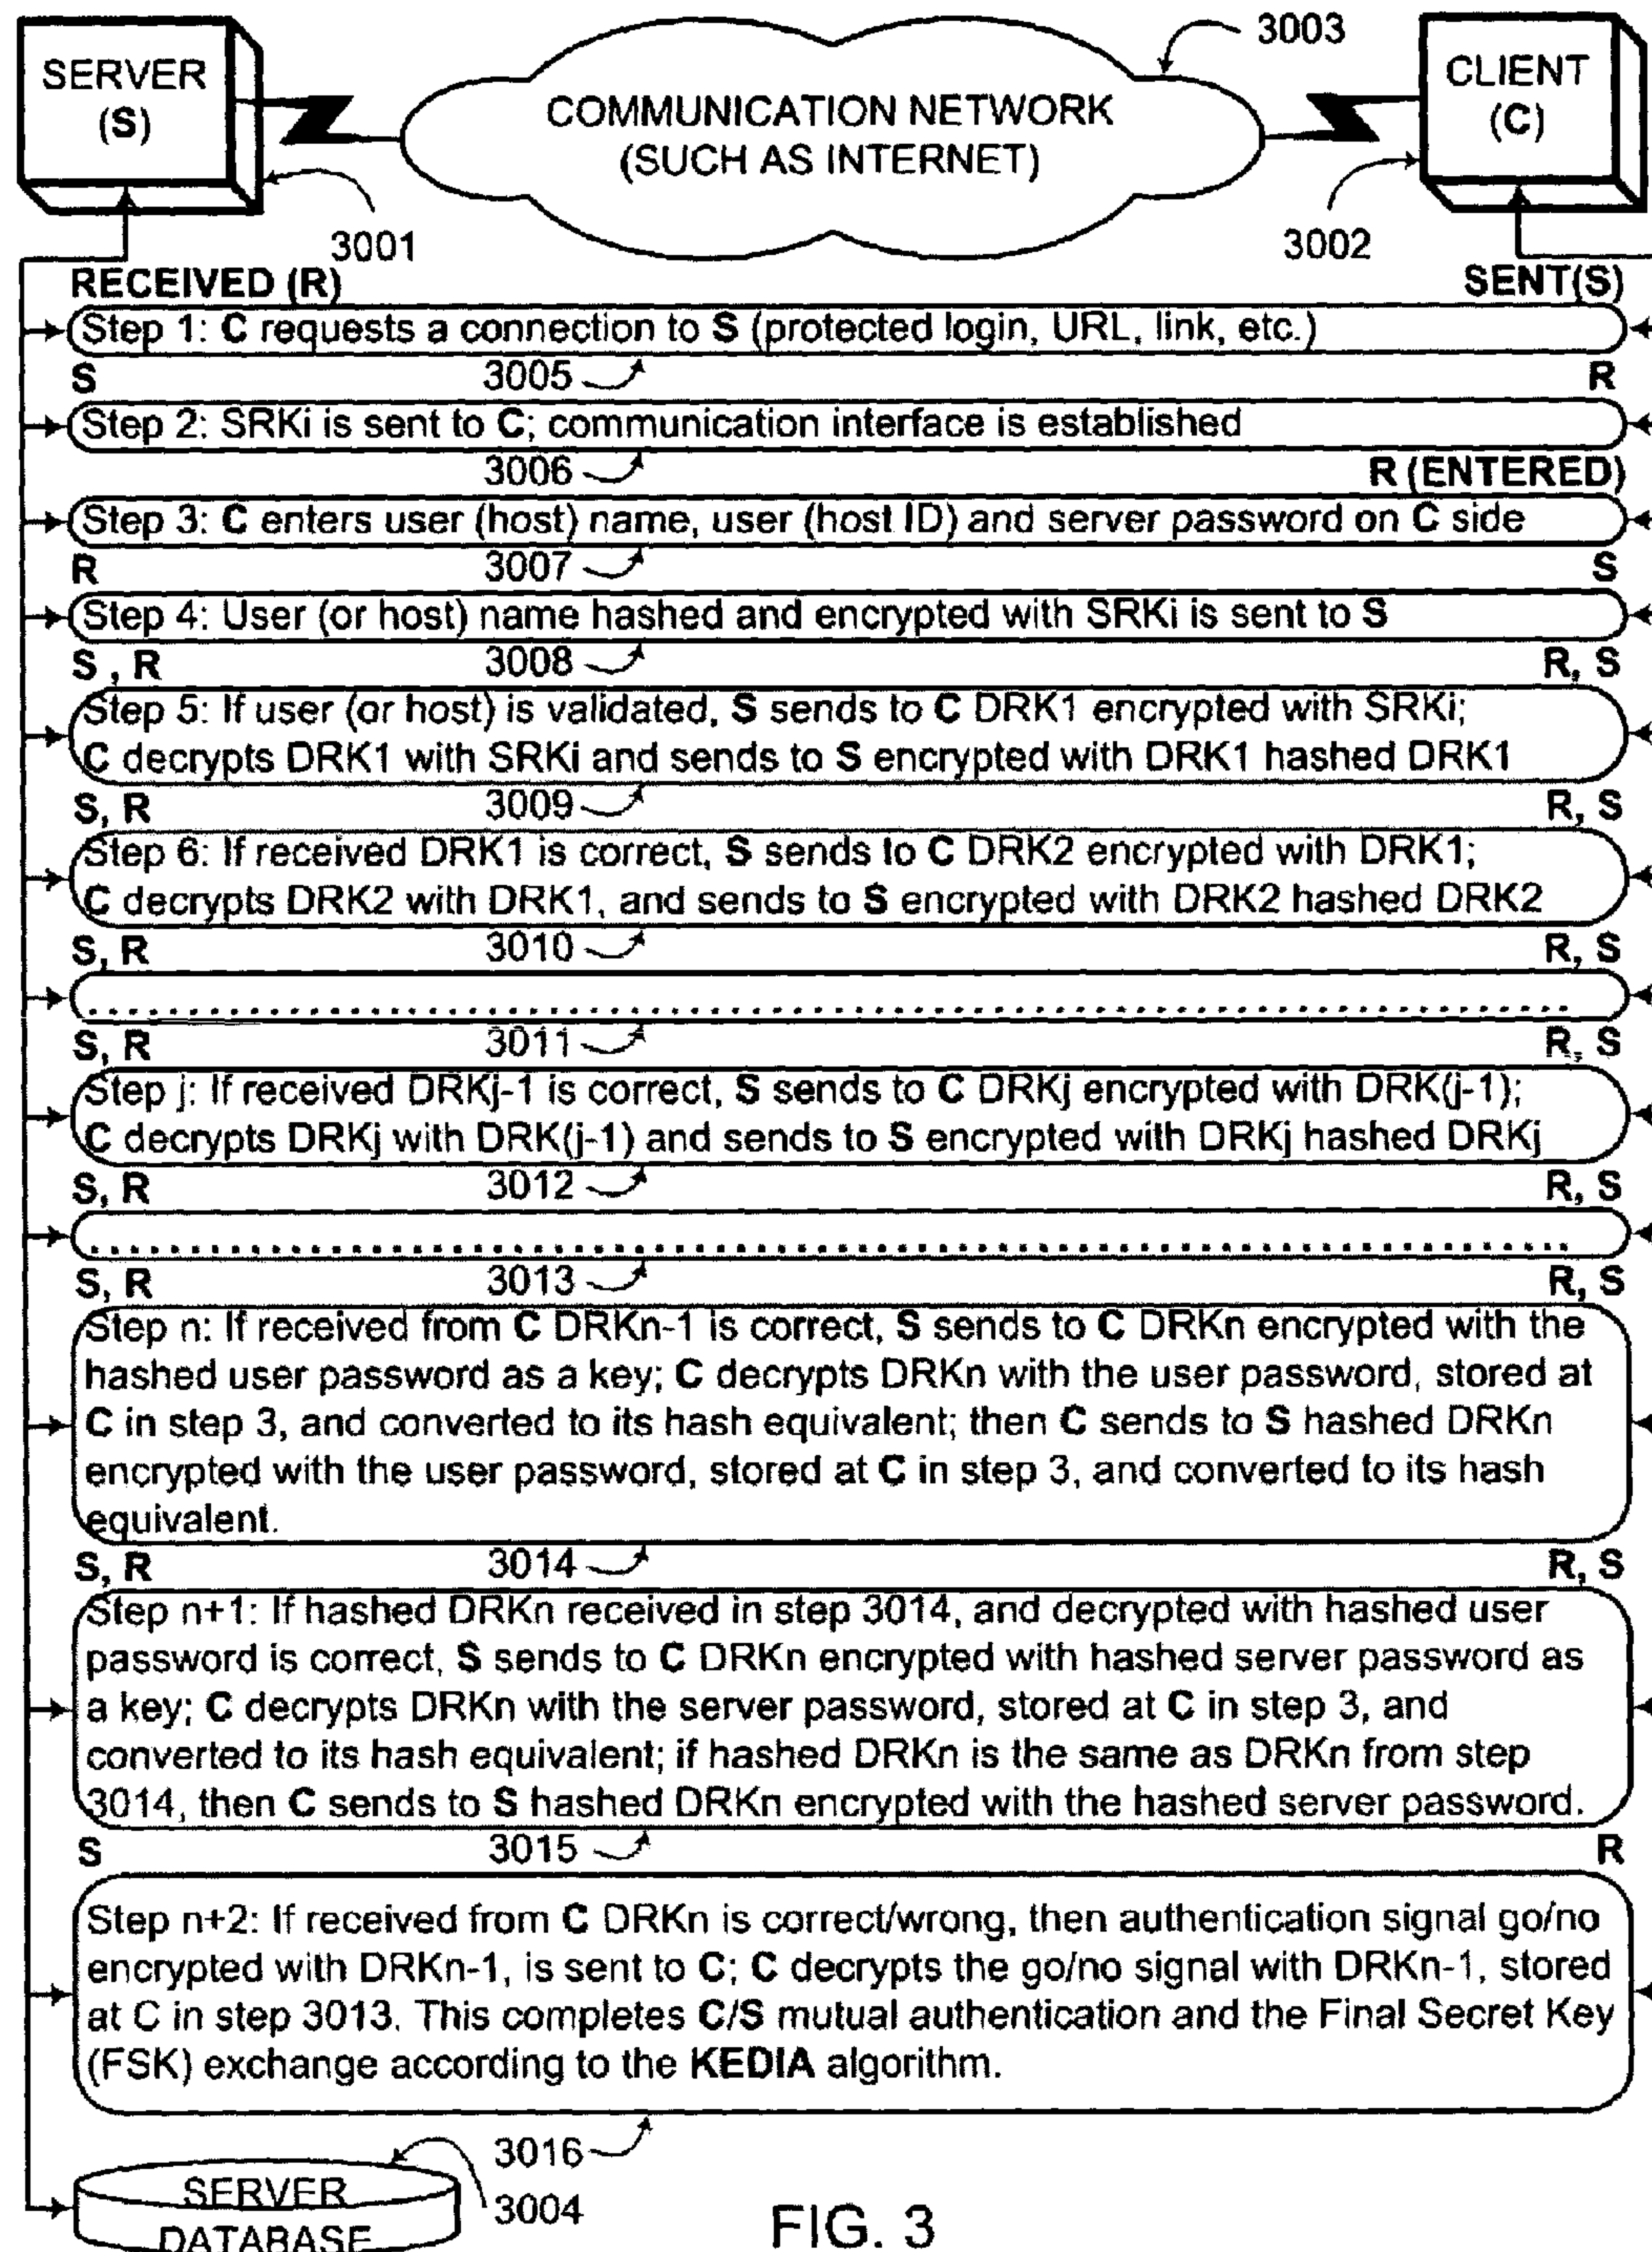 SERVER
(S)
COMMUNICATION NETWORK
(SUCH AS INTERNET)
3003
CLIENT
(C)
3001
3002
RECEIVED (R)
SENT(S)
Step 1: C requests a connection to S (protected login, URL, link, etc.)
S
3005
R
Step 2: SRKi is sent to C; communication interface is established
3006
R (ENTERED)
Step 3: C enters user (host) name, user (host ID) and server password on C side
R
3007
S
Step 4: User (or host) name hashed and encrypted with SRKi is sent to S
S , R
3008
R, S
Step 5: If user (or host) is validated, S sends to C DRK1 encrypted with SRKi;
C decrypts DRK1 with SRKi and sends to S encrypted with DRK1 hashed DRK1
S, R
3009
R, S
Step 6: If received DRK1 is correct, S sends to C DRK2 encrypted with DRK1;
C decrypts DRK2 with DRK1, and sends to S encrypted with DRK2 hashed DRK2
S, R
3010
R, S
S, R
3011
R, S
Step j: If received DRKj-1 is correct, S sends to C DRKj encrypted with DRK(j-1);
C decrypts DRKj with DRK(j-1) and sends to S encrypted with DRKj hashed DRKj
S, R
3012
R, S
S, R
3013
R, S
Step n: If received from C DRKn-1 is correct, S sends to C DRKn encrypted with the
hashed user password as a key; C decrypts DRKn with the user password, stored at
C in step 3, and converted to its hash equivalent; then C sends to S hashed DRKn
encrypted with the user password, stored at C in step 3, and converted to its hash
equivalent.
S, R
3014
R, S
Step n+1: If hashed DRKn received in step 3014, and decrypted with hashed user
password is correct, S sends to C DRKn encrypted with hashed server password as
a key; C decrypts DRKn with the server password, stored at C in step 3, and
converted to its hash equivalent; if hashed DRKn is the same as DRKn from step
3014, then C sends to S hashed DRKn encrypted with the hashed server password.
S
3015
R
Step n+2: If received from C DRKn is correct/wrong, then authentication signal go/no
encrypted with DRKn-1, is sent to C; C decrypts the go/no signal with DRKn-1, stored
at C in step 3013. This completes C/S mutual authentication and the Final Secret Key
(FSK) exchange according to the KEDIA algorithm.
3016
SERVER
DATABASE
3004
FIG. 3